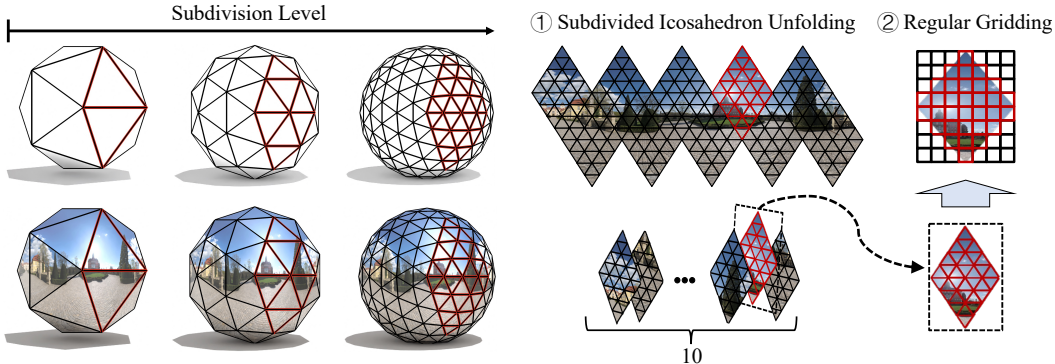 Subdivision Level
① Subdivided Icosahedron Unfolding
② Regular Gridding
10